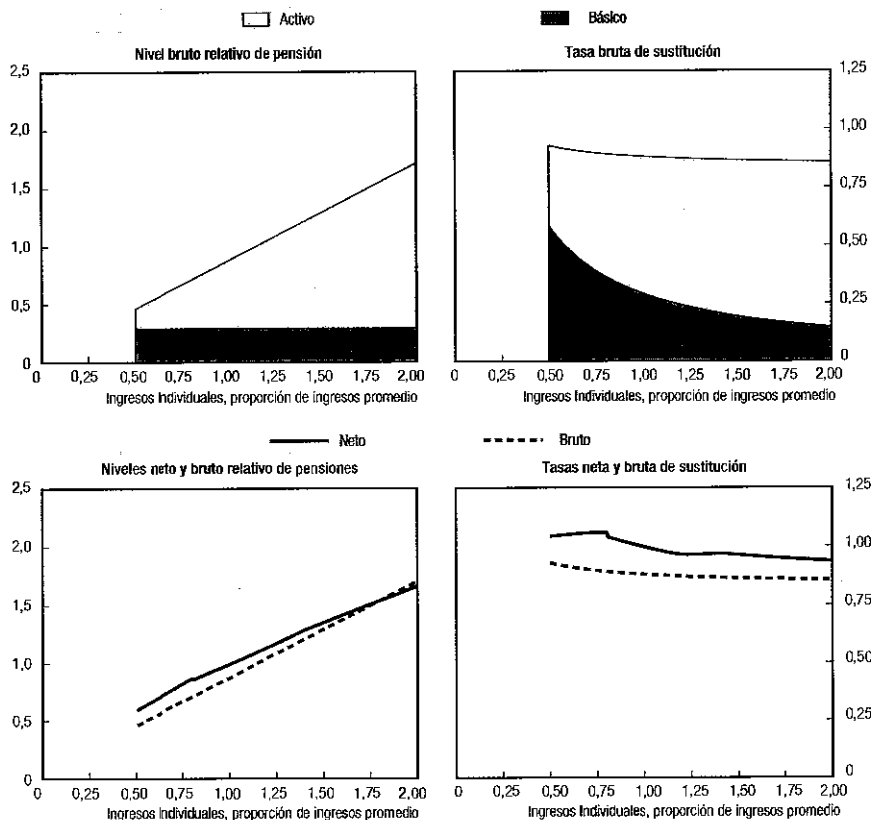 Activo Básico
Nivel bruto relativo de pensión
2,5
2,0
1,5
1,0
0,5
0
0 0,25 0,50 0,75 1,00 1,25 1,50 1,75 2,00
Ingresos Individuales, proporción de ingresos promedio
Tasa bruta de sustitución
1,25
1,00
0,75
0,50
0,25
0
0 0,25 0,50 0,75 1,00 1,25 1,50 1,75 2,00
Ingresos Individuales, proporción de ingresos promedio
Neto Bruto
Niveles neto y bruto relativo de pensiones
2,5
2,0
1,5
1,0
0,5
0
0 0,25 0,50 0,75 1,00 1,25 1,50 1,75 2,00
Ingresos Individuales, proporción de ingresos promedio
Tasas neta y bruta de sustitución
1,25
1,00
0,75
0,50
0,25
0
0 0,25 0,50 0,75 1,00 1,25 1,50 1,75 2,00
Ingresos Individuales, proporción de ingresos promedio